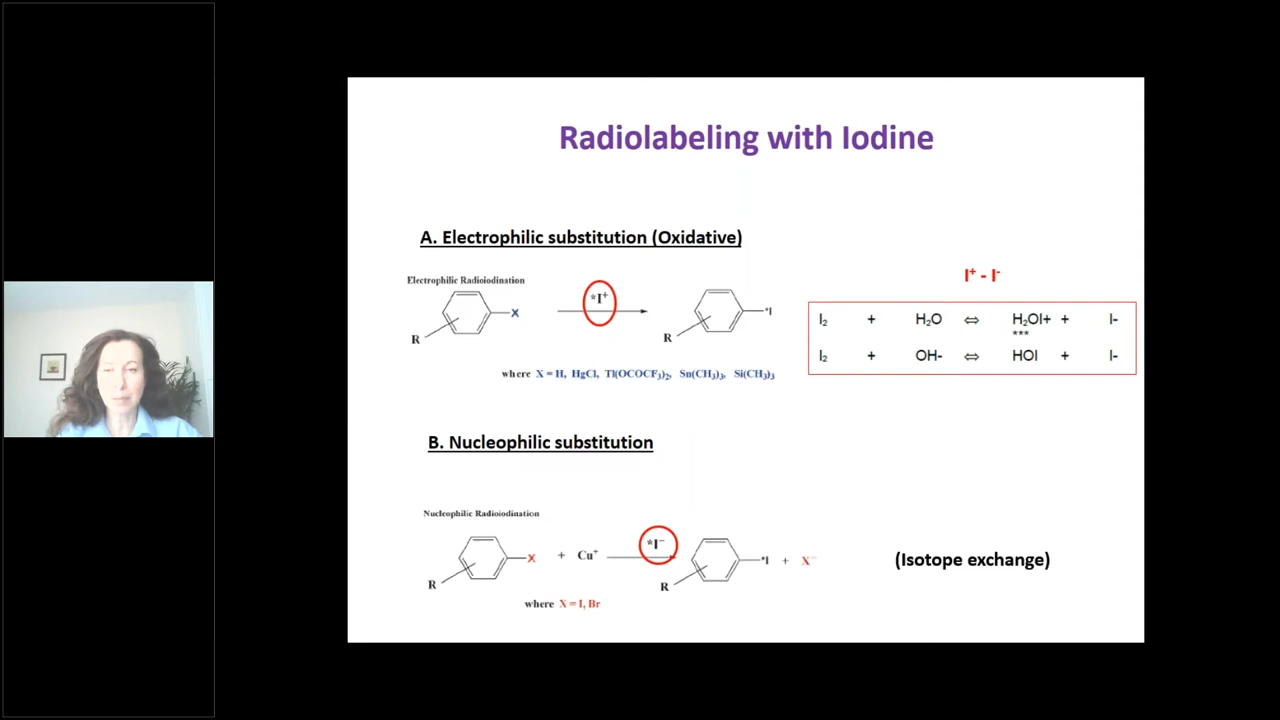 Radiolabeling with Iodine
A. Electrophilic substitution (Oxidative)
I⁺ - I⁻
Electrophilic Radioiodination
*I⁺
X
*I
R
R
I₂ + H₂O ⇔ H₂OI+ + I-
***
I₂ + OH- ⇔ HOI + I-
where X = H, HgCl, Tl(OCOCF₃)₂, Sn(CH₃)₃, Si(CH₃)₃
B. Nucleophilic substitution
Nucleophilic Radioiodination
*I⁻
X + Cu⁺ *I + X⁻
(Isotope exchange)
R
R
where X = I, Br